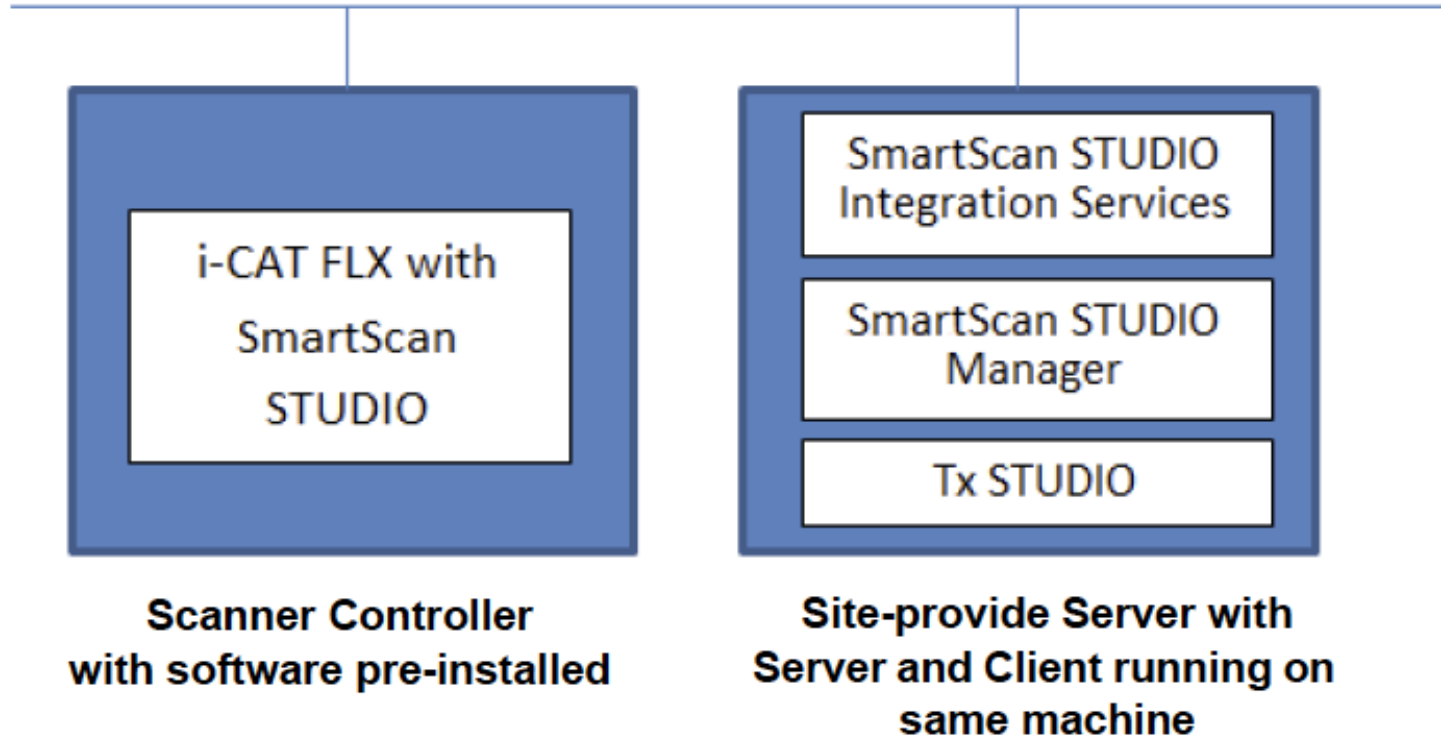 i-CAT FLX with
SmartScan
STUDIO
Scanner Controller
with software pre-installed
SmartScan STUDIO
Integration Services
SmartScan STUDIO
Manager
Tx STUDIO
Site-provide Server with
Server and Client running on
same machine